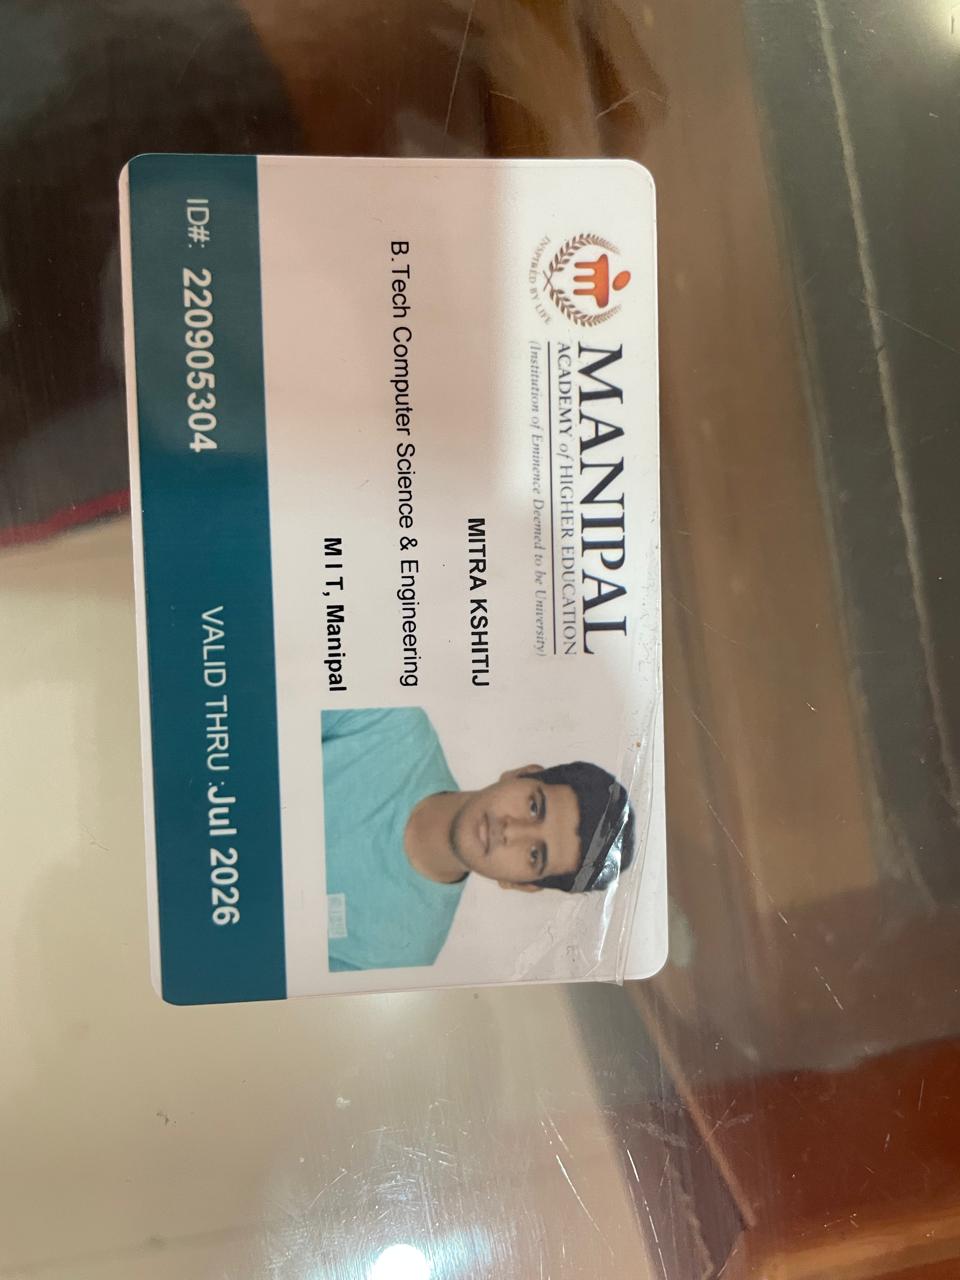 INSPIRED BY LIFE
MANIPAL
ACADEMY of HIGHER EDUCATION
(Institution of Eminence Deemed to be University)
MITRA KSHITIJ
B.Tech Computer Science & Engineering
M I T, Manipal
ID#: 220905304
VALID THRU :Jul 2026